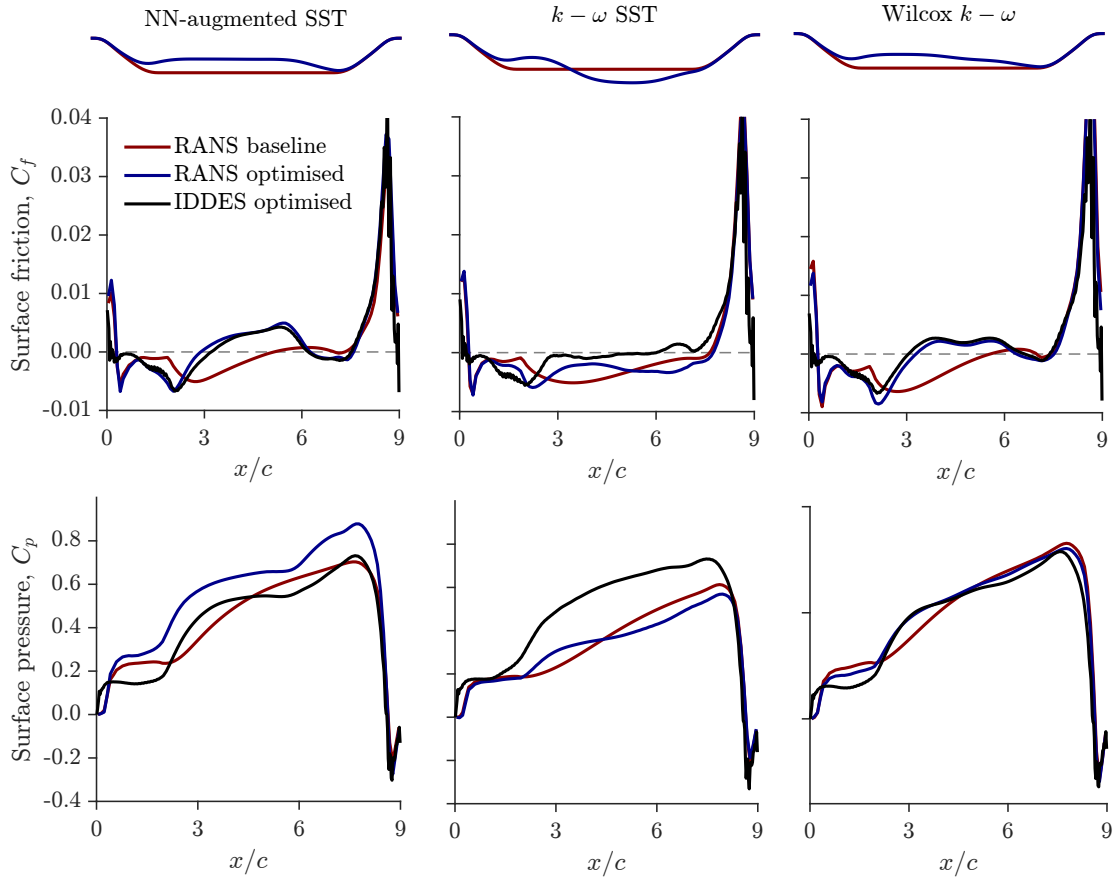 NN-augmented SST
k − ω SST
Wilcox k − ω
Surface friction, C_f
0.04
0.03
0.02
0.01
0.00
-0.01
RANS baseline
RANS optimised
IDDES optimised
0 3 6 9
0 3 6 9
0 3 6 9
x/c
x/c
x/c
Surface pressure, C_p
0.8
0.6
0.4
0.2
0.0
-0.2
-0.4
0 3 6 9
0 3 6 9
0 3 6 9
x/c
x/c
x/c